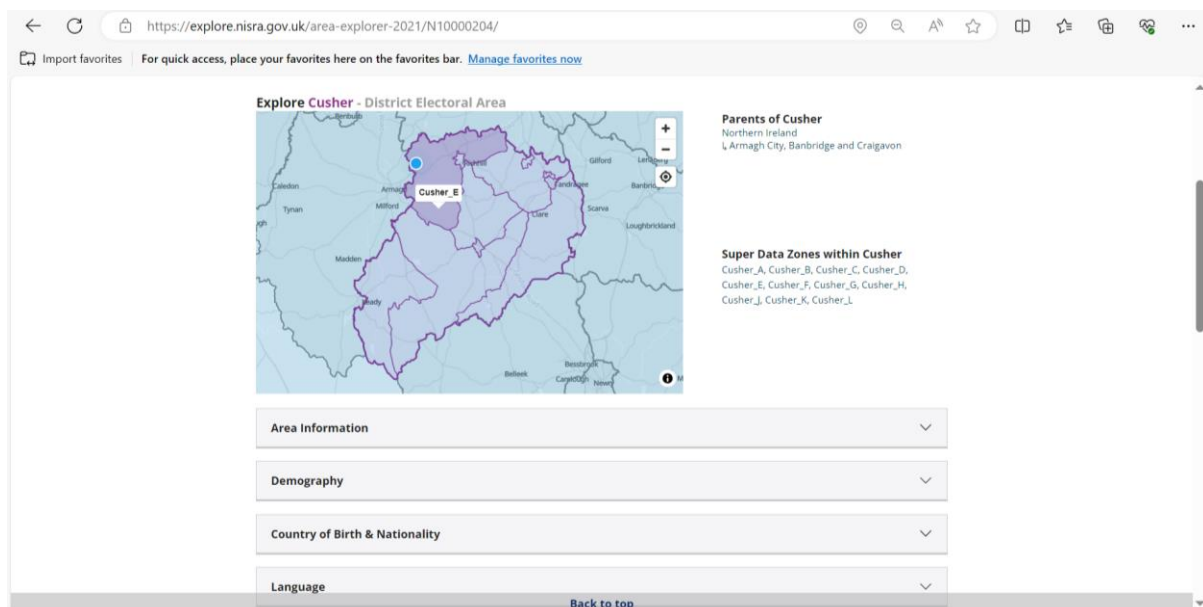 https://explore.nisra.gov.uk/area-explorer-2021/N10000204/
Import favorites
For quick access, place your favorites here on the favorites bar. Manage favorites now
Explore Cusher - District Electoral Area
Benburb
Gilford
Caledon
Armag
Cusher_E
Tynan
Milford
Scarva
Clare
Loughbrickland
Madden
Bessbrook
Belleek
Camlough
Newry
Parents of Cusher
Northern Ireland
↳ Armagh City, Banbridge and Craigavon
Super Data Zones within Cusher
Cusher_A, Cusher_B, Cusher_C, Cusher_D,
Cusher_E, Cusher_F, Cusher_G, Cusher_H,
Cusher_J, Cusher_K, Cusher_L
Area Information
Demography
Country of Birth & Nationality
Language
Back to top